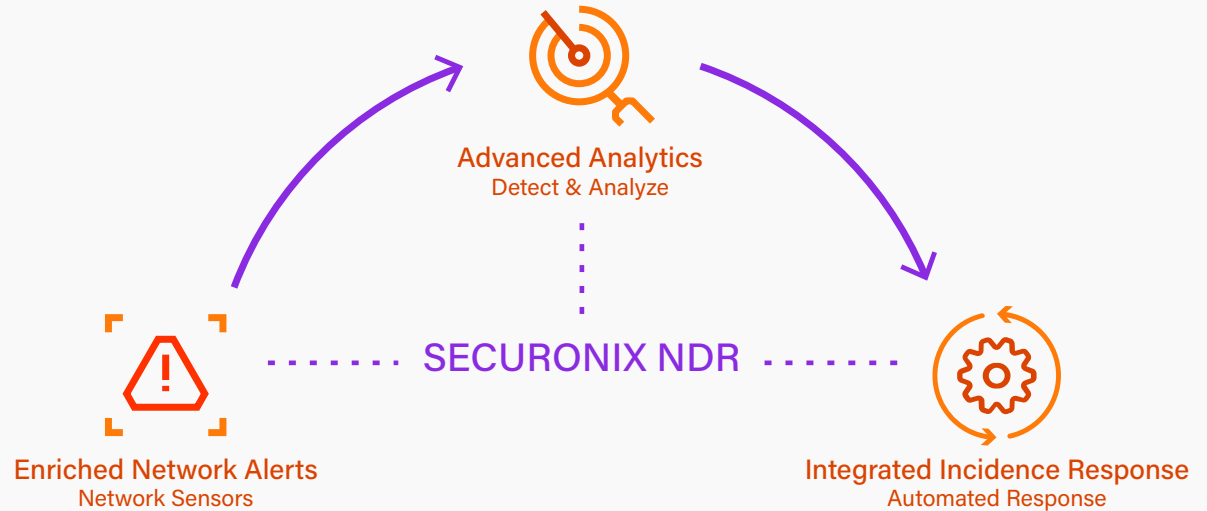 Advanced Analytics
Detect & Analyze
SECURONIX NDR
Enriched Network Alerts
Network Sensors
Integrated Incidence Response
Automated Response